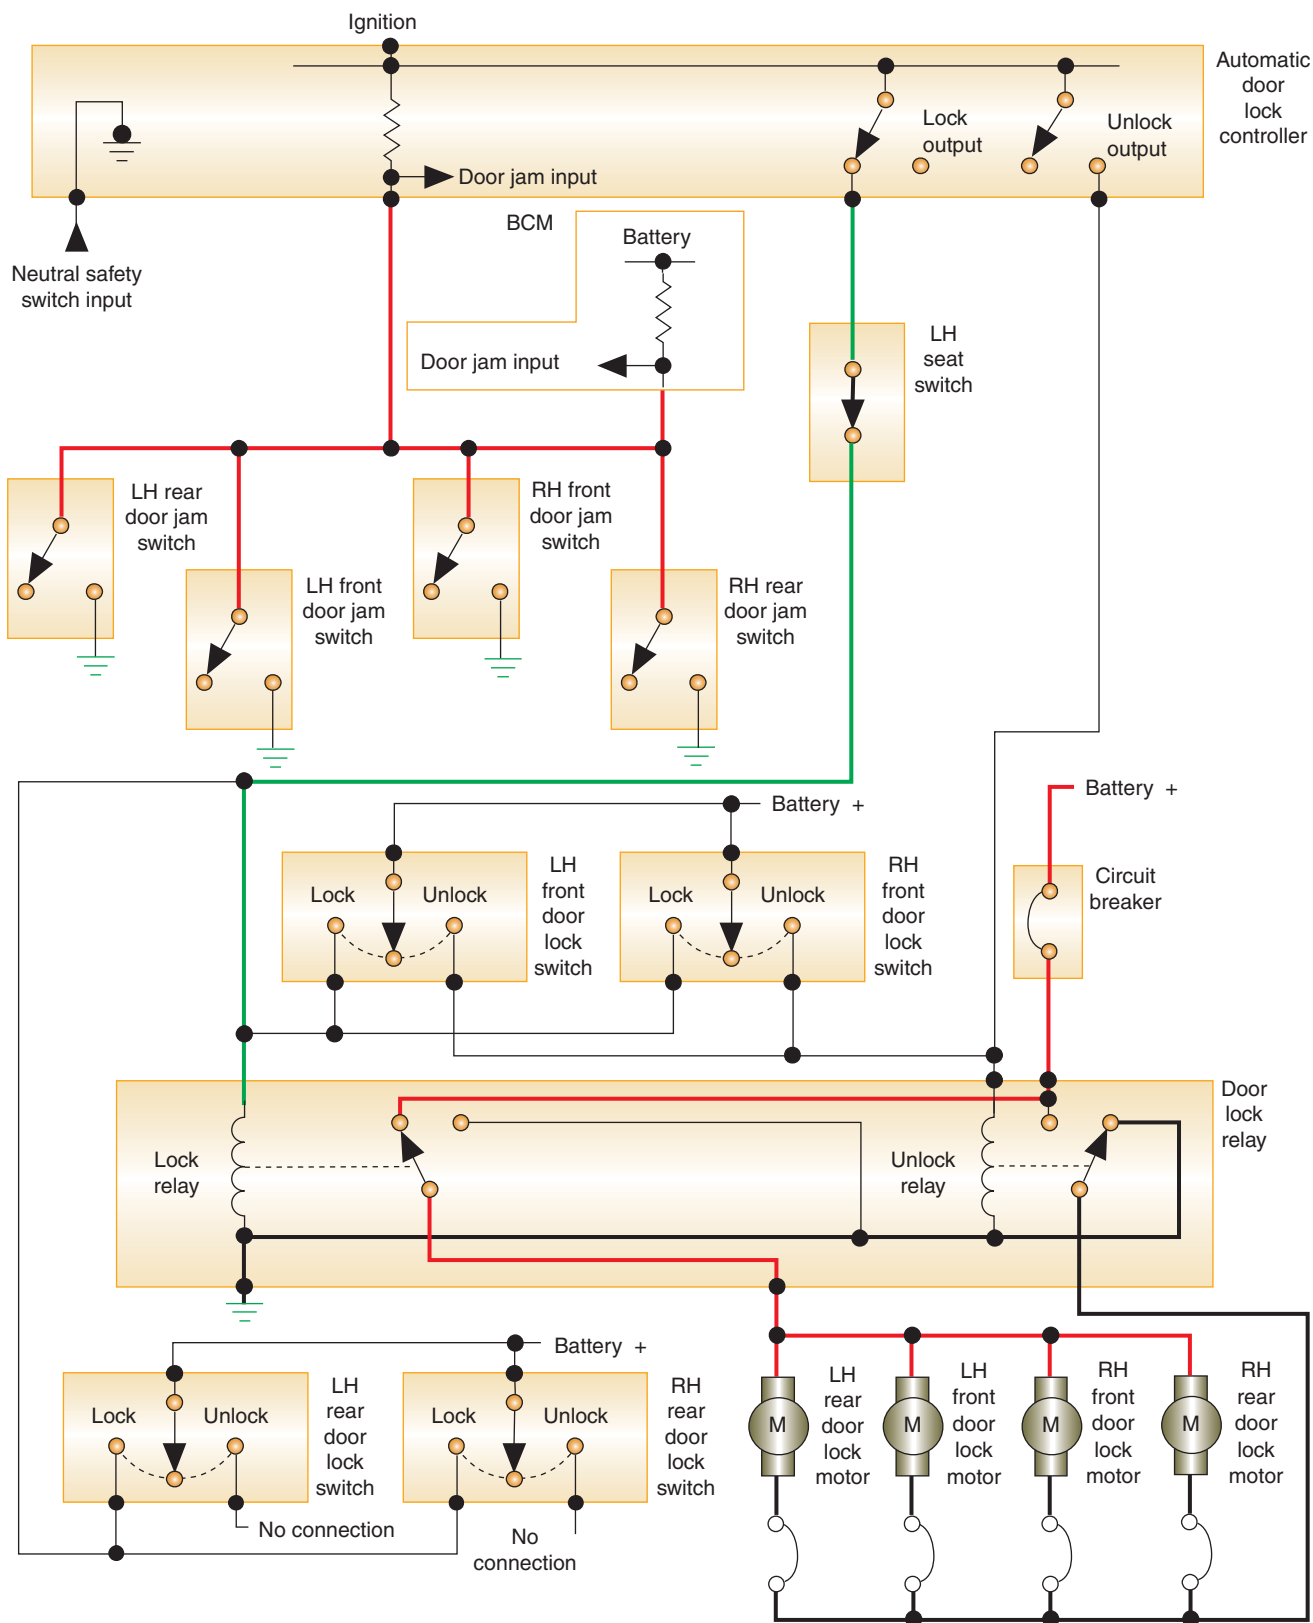 Ignition
Automatic
door
lock
controller
Lock
output
Unlock
output
Door jam input
Neutral safety
switch input
BCM
Battery
Door jam input
LH
seat
switch
LH rear
door jam
switch
LH front
door jam
switch
RH front
door jam
switch
RH rear
door jam
switch
Battery +
Battery +
Lock
Unlock
LH
front
door
lock
switch
Lock
Unlock
RH
front
door
lock
switch
Circuit
breaker
Door
lock
relay
Lock
relay
Unlock
relay
Battery +
Lock
Unlock
LH
rear
door
lock
switch
Lock
Unlock
RH
rear
door
lock
switch
No connection
No
connection
M
LH
rear
door
lock
motor
M
LH
front
door
lock
motor
M
RH
front
door
lock
motor
M
RH
rear
door
lock
motor